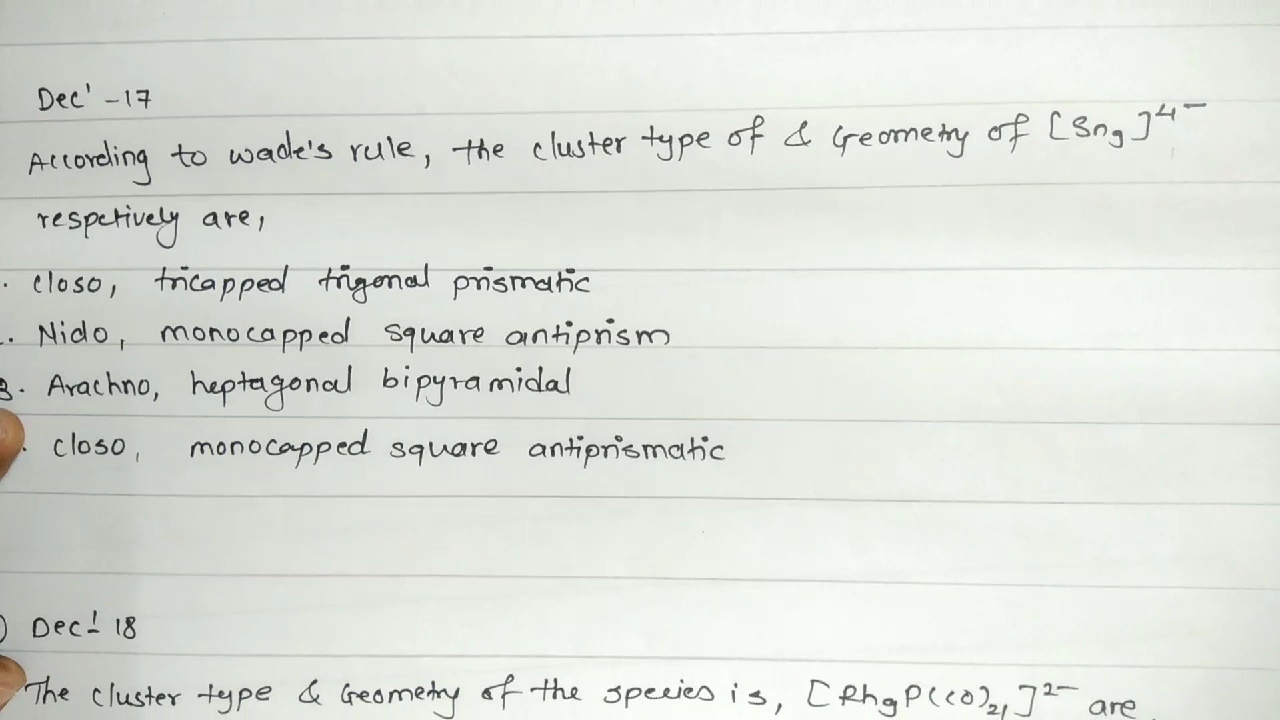 Dec' -17
According to wade's rule, the cluster type of & Geometry of [Sn₉]⁴⁻
respctively are,
. closo, tricapped trigonal prismatic
. Nido, monocapped square antiprism
3. Arachno, heptagonal bipyramidal
. closo, monocapped square antiprismatic
) Dec' 18
The cluster type & Geometry of the species is, [Rh₉P(CO)₂₁]²⁻ are